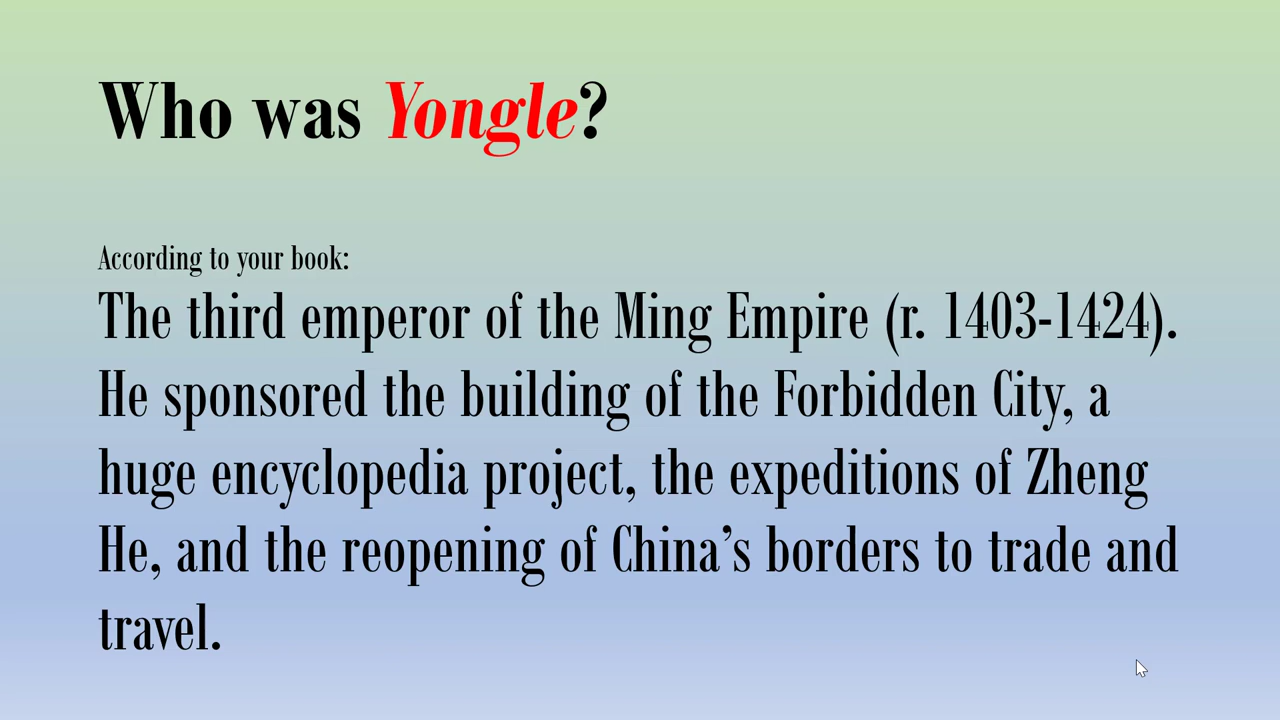 Who was Yongle?
According to your book:
The third emperor of the Ming Empire (r. 1403-1424).
He sponsored the building of the Forbidden City, a
huge encyclopedia project, the expeditions of Zheng
He, and the reopening of China’s borders to trade and
travel.